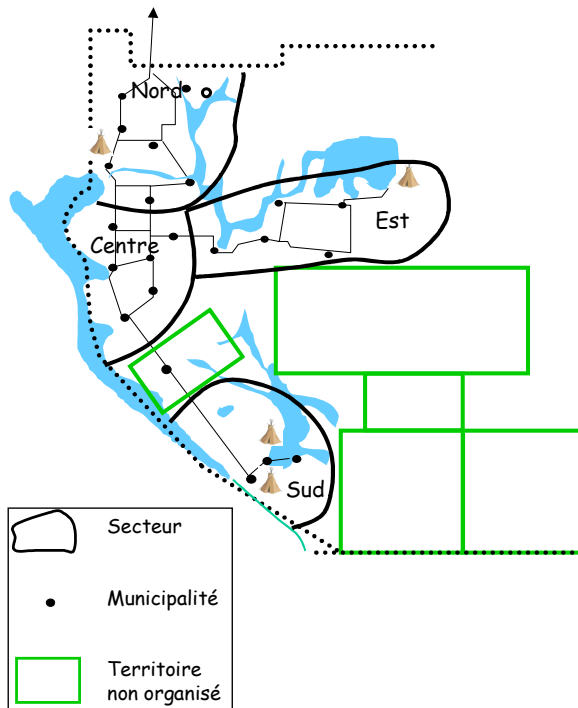 Nord
Est
Centre
Sud
Secteur
Municipalité
Territoire
non organisé